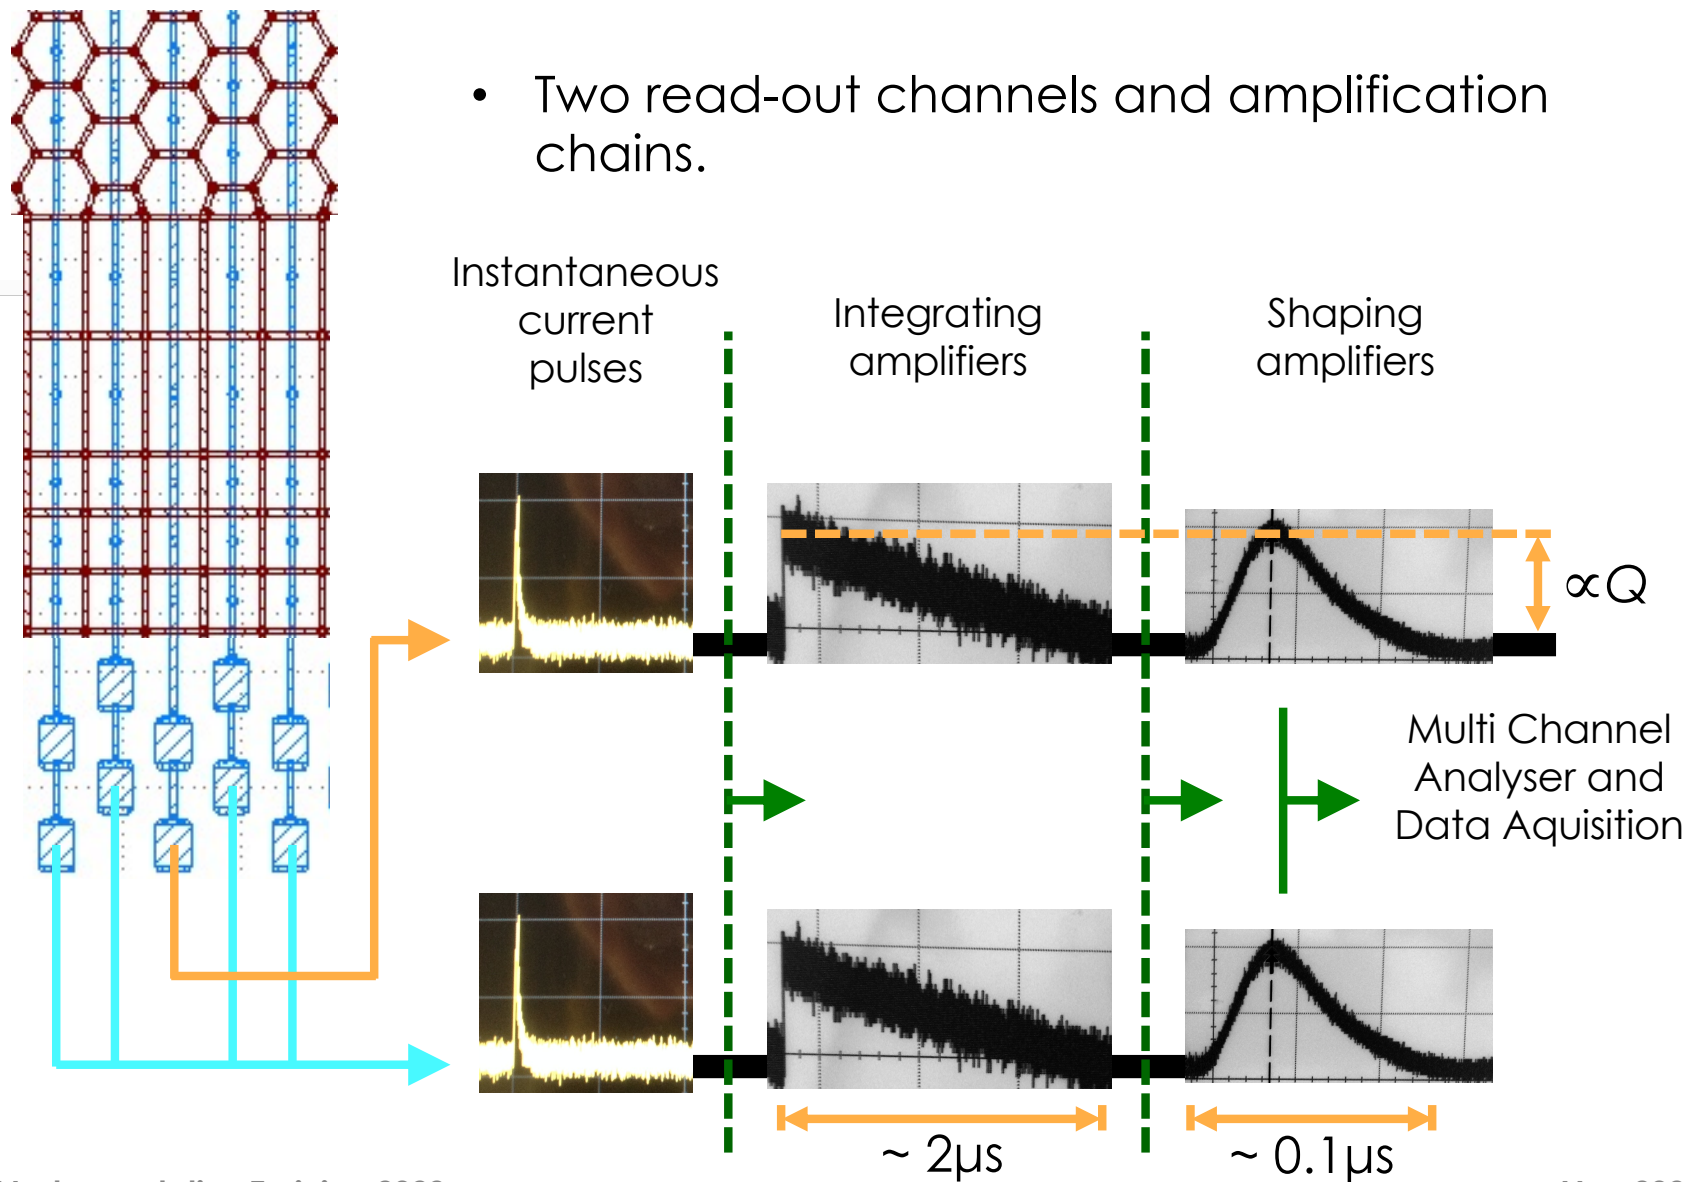 • Two read-out channels and amplification
chains.
Instantaneous
current
pulses
Integrating
amplifiers
Shaping
amplifiers
∝Q
Multi Channel
Analyser and
Data Aquisition
~ 2µs
~ 0.1µs